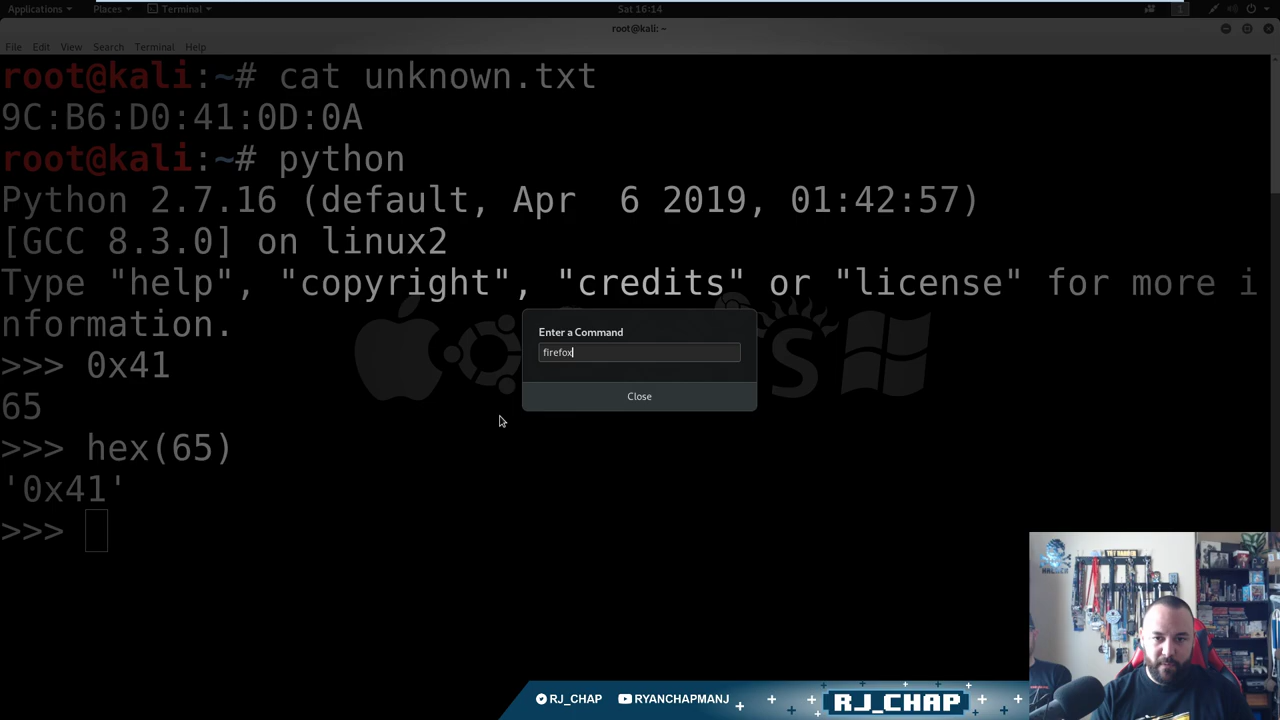 Applications Places Terminal Sat 16:14 1
root@kali: ~
File Edit View Search Terminal Help
root@kali:~# cat unknown.txt
9C:B6:D0:41:0D:0A
root@kali:~# python
Python 2.7.16 (default, Apr  6 2019, 01:42:57)
[GCC 8.3.0] on linux2
Type "help", "copyright", "credits" or "license" for more i
nformation.
>>> 0x41
65
>>> hex(65)
'0x41'
>>>
Enter a Command
firefox
Close
RJ_CHAP RYANCHAPMANJ RJ_CHAP